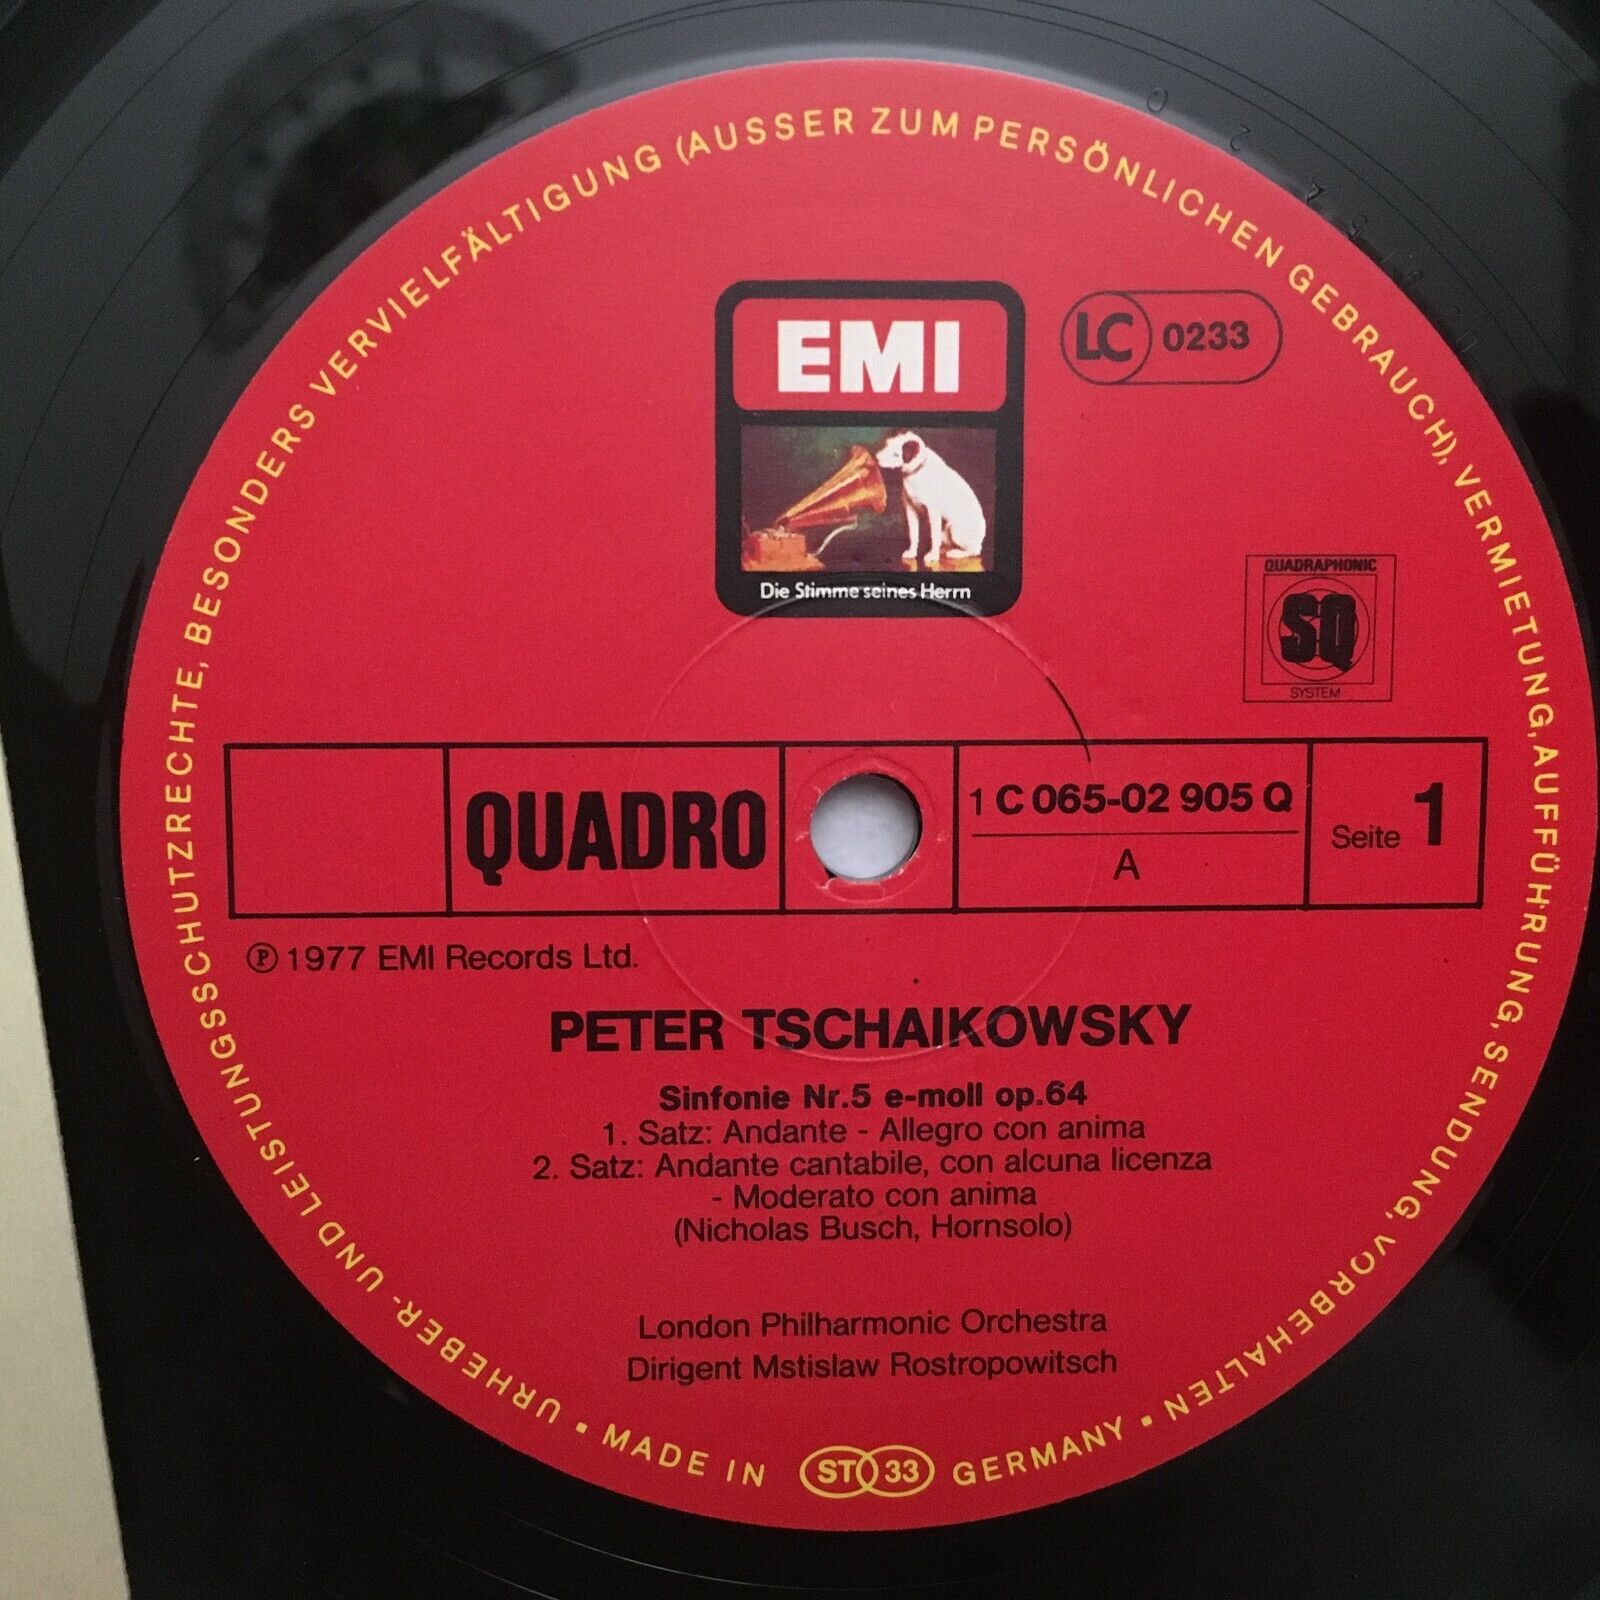 URHEBER- UND LEISTUNGSSCHUTZRECHTE, BESONDERS VERVIELFÄLTIGUNG (AUSSER ZUM PERSÖNLICHEN GEBRAUCH), VERMIETUNG, AUFFÜHRUNG, SENDUNG, VORBEHALTEN •
EMI
LC 0233
Die Stimme seines Herrn
QUADRAPHONIC
SQ
SYSTEM
QUADRO
1 C 065-02 905 Q
A
Seite 1
℗ 1977 EMI Records Ltd.
PETER TSCHAIKOWSKY
Sinfonie Nr.5 e-moll op.64
1. Satz: Andante - Allegro con anima
2. Satz: Andante cantabile, con alcuna licenza
- Moderato con anima
(Nicholas Busch, Hornsolo)
London Philharmonic Orchestra
Dirigent Mstislaw Rostropowitsch
• MADE IN ST 33 GERMANY •